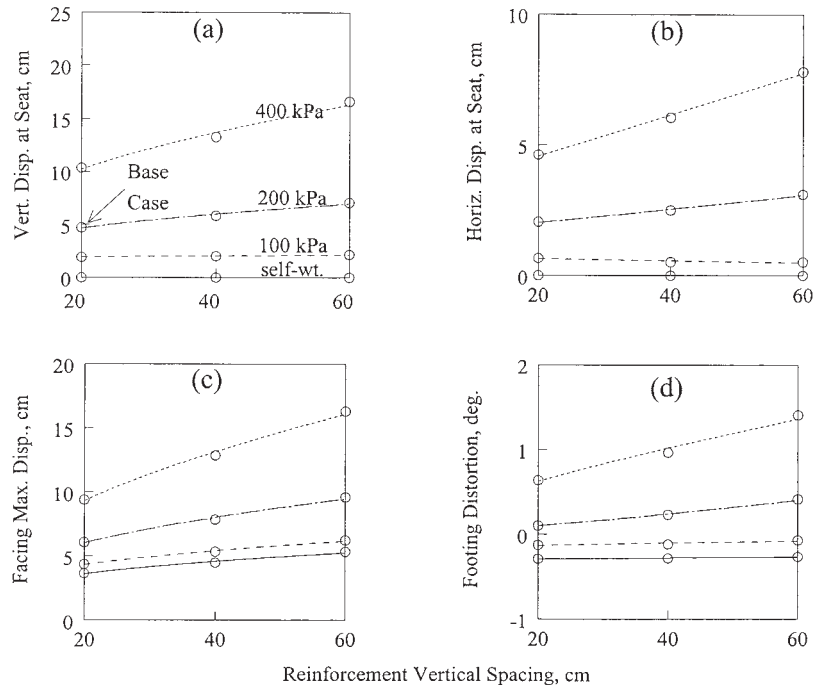 (a)
Vert. Disp. at Seat, cm
25
20
15
10
5
0
400 kPa
Base
Case
200 kPa
100 kPa
self-wt.
20 40 60
(b)
Horiz. Disp. at Seat, cm
10
5
0
20 40 60
(c)
Facing Max. Disp., cm
20
15
10
5
0
20 40 60
(d)
Footing Distortion, deg.
2
1
0
-1
20 40 60
Reinforcement Vertical Spacing, cm